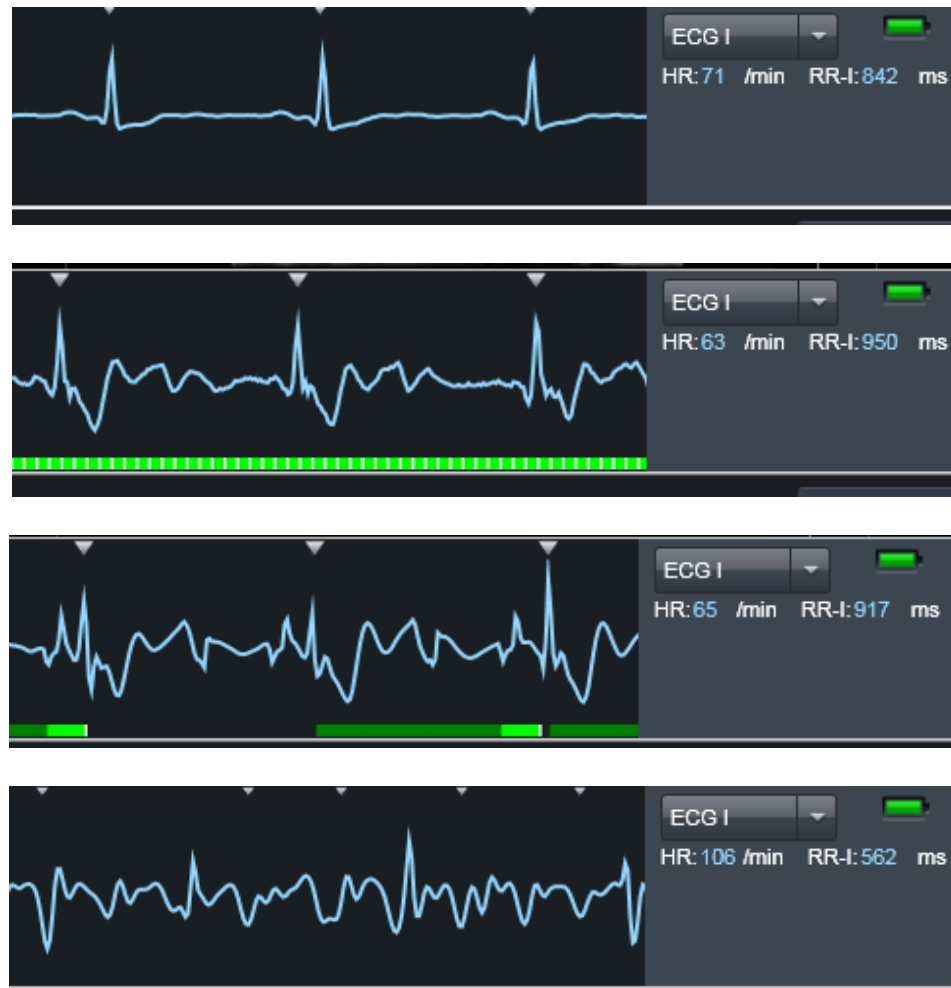 ECG I
HR:71 /min RR-I:842 ms
ECG I
HR:63 /min RR-I:950 ms
ECG I
HR:65 /min RR-I:917 ms
ECG I
HR:106 /min RR-I:562 ms